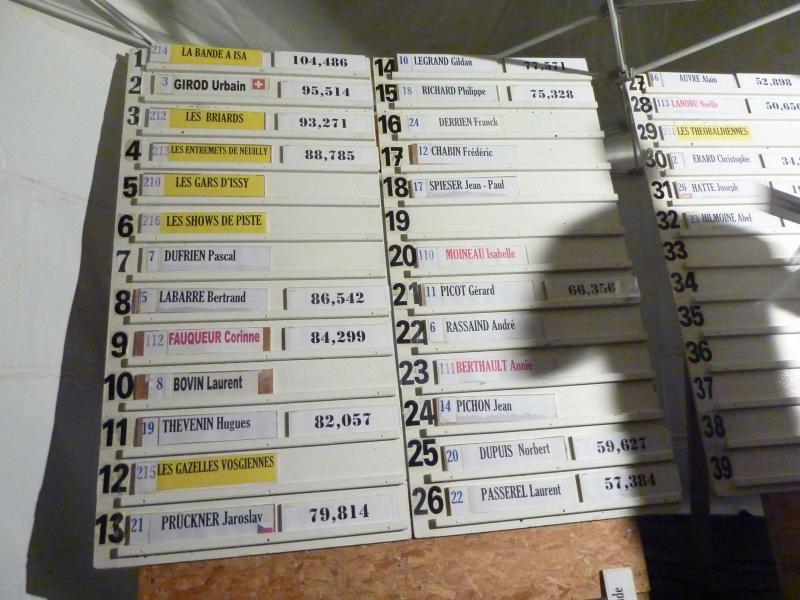 1 214 LA BANDE A ISA 104,486
2 3 GIROD Urbain 95,514
3 212 LES BRIARDS 93,271
4 213 LES ENTREMETS DE NEUILLY 88,785
5 210 LES GARS D'ISSY
6 216 LES SHOWS DE PISTE
7 7 DUFRIEN Pascal
8 5 LABARRE Bertrand 86,542
9 112 FAUQUEUR Corinne 84,299
10 8 BOVIN Laurent
11 19 THEVENIN Hugues 82,057
12 215 LES GAZELLES VOSGIENNES
13 21 PRÜCKNER Jaroslav 79,814
14 10 LEGRAND Gildan 77,571
15 18 RICHARD Philippe 75,328
16 24 DERRIEN Franck
17 12 CHABIN Frédéric
18 17 SPIESER Jean - Paul
19
20 110 MOINEAU Isabelle
21 11 PICOT Gérard 66,356
22 6 RASSAIND André
23 111 BERTHAULT Annie
24 14 PICHON Jean
25 20 DUPUIS Norbert 59,627
26 22 PASSEREL Laurent 57,384
27 16 AUVRE Alain 52,898
28 113 LANDRU Noëlle 50,656
29 211 LES THEOBALDIENNES
30 2 ERARD Christophe 34,
31 26 HATTE Joseph
32 23 HILMOINE Abel
33
34
35
36
37
38
39